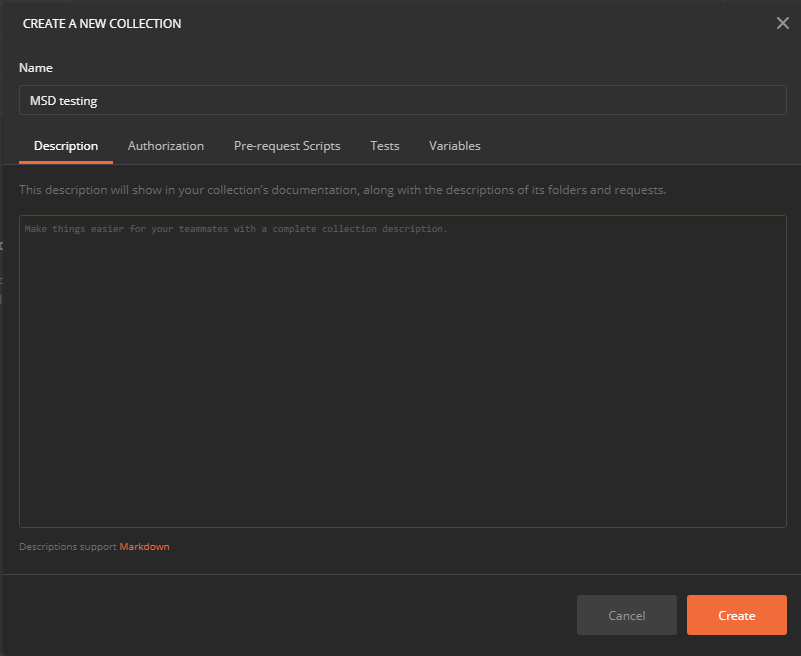 CREATE A NEW COLLECTION
Name
MSD testing
Description Authorization Pre-request Scripts Tests Variables
This description will show in your collection's documentation, along with the descriptions of its folders and requests.
Make things easier for your teammates with a complete collection description.
Descriptions support Markdown
Cancel Create